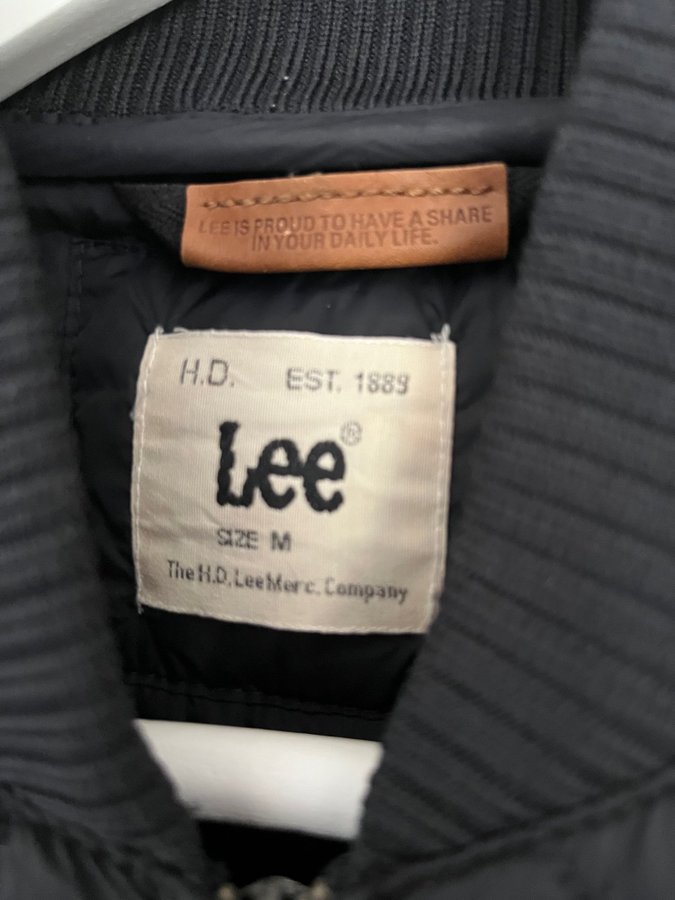 LEE IS PROUD TO HAVE A SHARE
IN YOUR DAILY LIFE.
H.D. EST. 1889
Lee®
SIZE M
The H.D. Lee Merc. Company